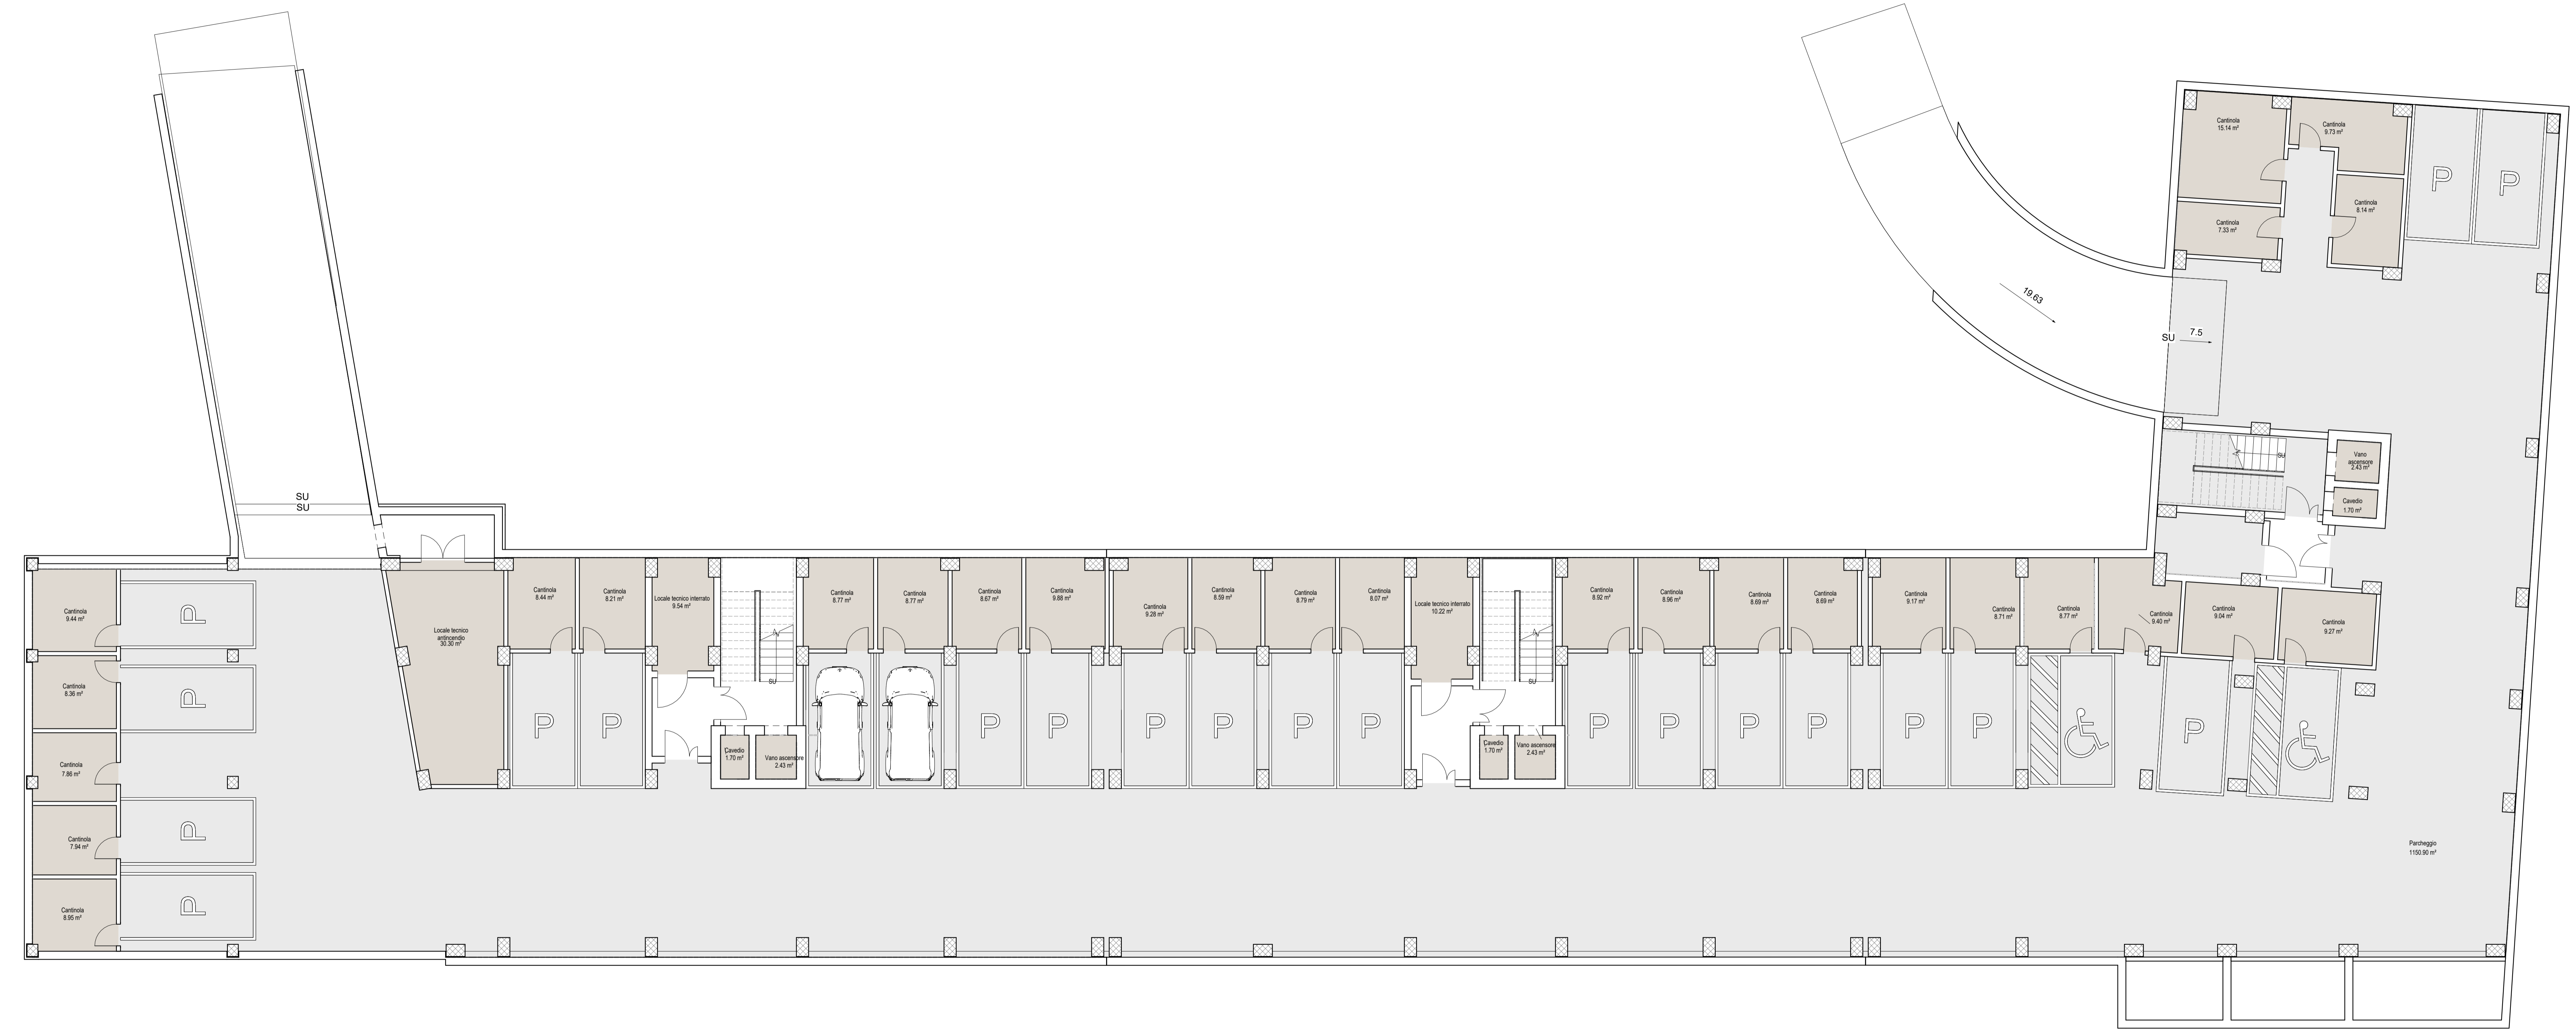 Cantinola
15.14 m²
Cantinola
9.73 m²
P
P
Cantinola
8.14 m²
Cantinola
7.33 m²
19.63
SU
7.5
SU
Vano
ascensore
2.43 m²
Cavedio
1.70 m²
SU
SU
Cantinola
9.44 m²
P
Cantinola
8.36 m²
P
Cantinola
7.86 m²
Cantinola
7.94 m²
P
Cantinola
8.95 m²
P
Locale tecnico
antincendio
30.30 m²
Cantinola
8.44 m²
Cantinola
8.21 m²
Locale tecnico interrato
9.54 m²
Cantinola
8.77 m²
Cantinola
8.77 m²
Cantinola
8.67 m²
Cantinola
9.88 m²
Cantinola
9.28 m²
Cantinola
8.59 m²
Cantinola
8.79 m²
Cantinola
8.07 m²
Locale tecnico interrato
10.22 m²
Cantinola
8.92 m²
Cantinola
8.96 m²
Cantinola
8.69 m²
Cantinola
8.69 m²
Cantinola
9.17 m²
Cantinola
8.71 m²
Cantinola
8.77 m²
Cantinola
9.40 m²
Cantinola
9.04 m²
Cantinola
9.27 m²
SU
SU
P
P
Cavedio
1.70 m²
Vano ascensore
2.43 m²
P
P
P
P
P
P
Cavedio
1.70 m²
Vano ascensore
2.43 m²
P
P
P
P
P
P
P
Parcheggio
1150.90 m²